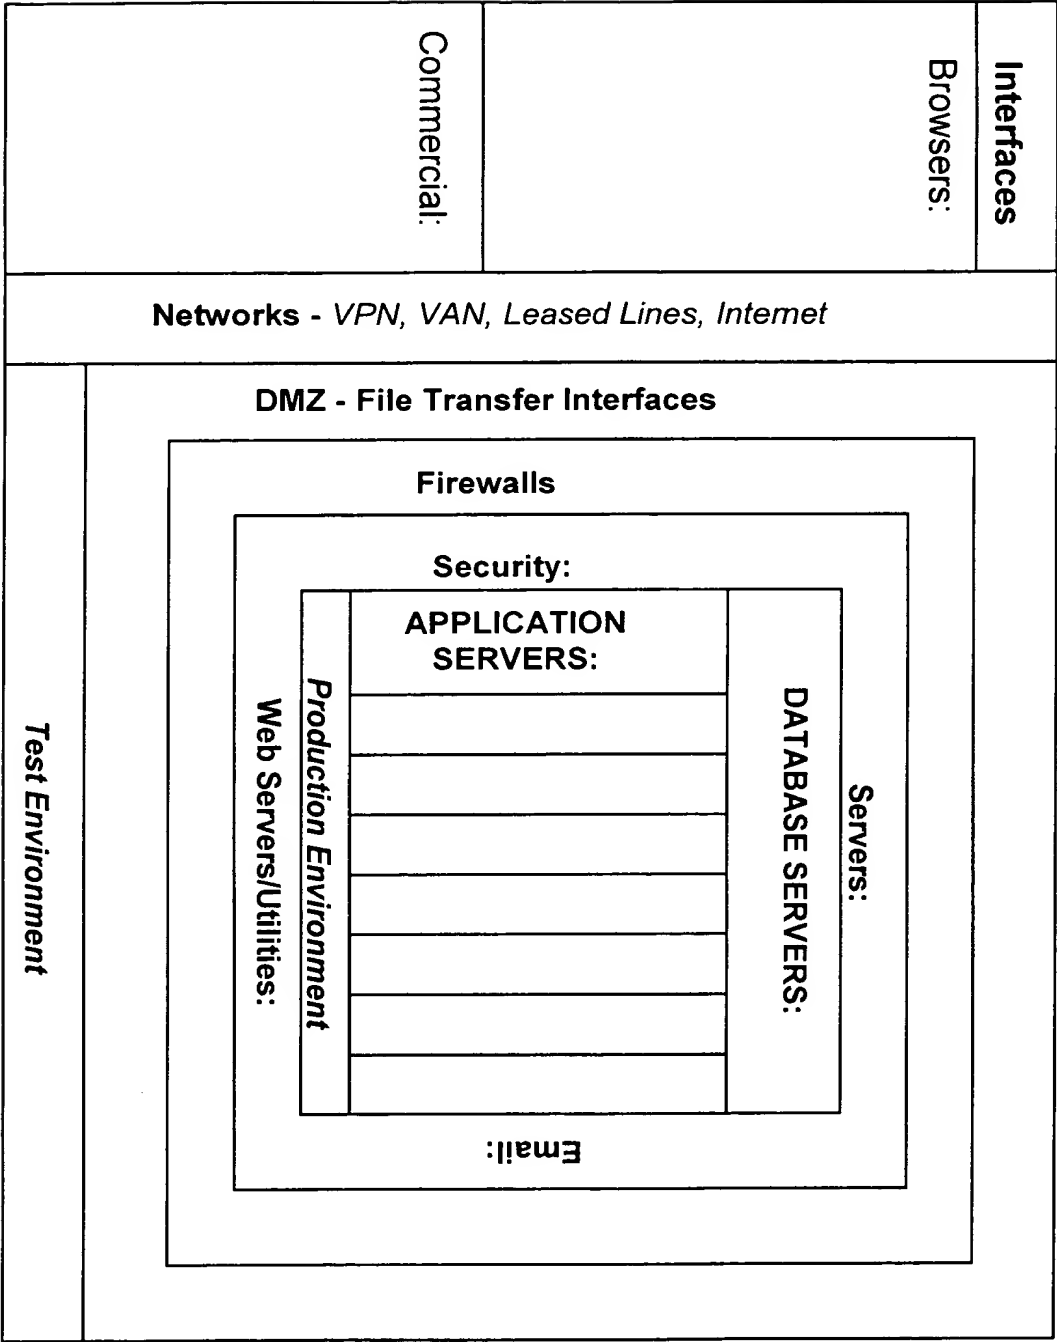 Interfaces
Browsers:
Commercial:
Networks - VPN, VAN, Leased Lines, Internet
DMZ - File Transfer Interfaces
Firewalls
Security:
APPLICATION
SERVERS:
DATABASE SERVERS:
Servers:
Production Environment
Web Servers/Utilities:
Test Environment
Email: